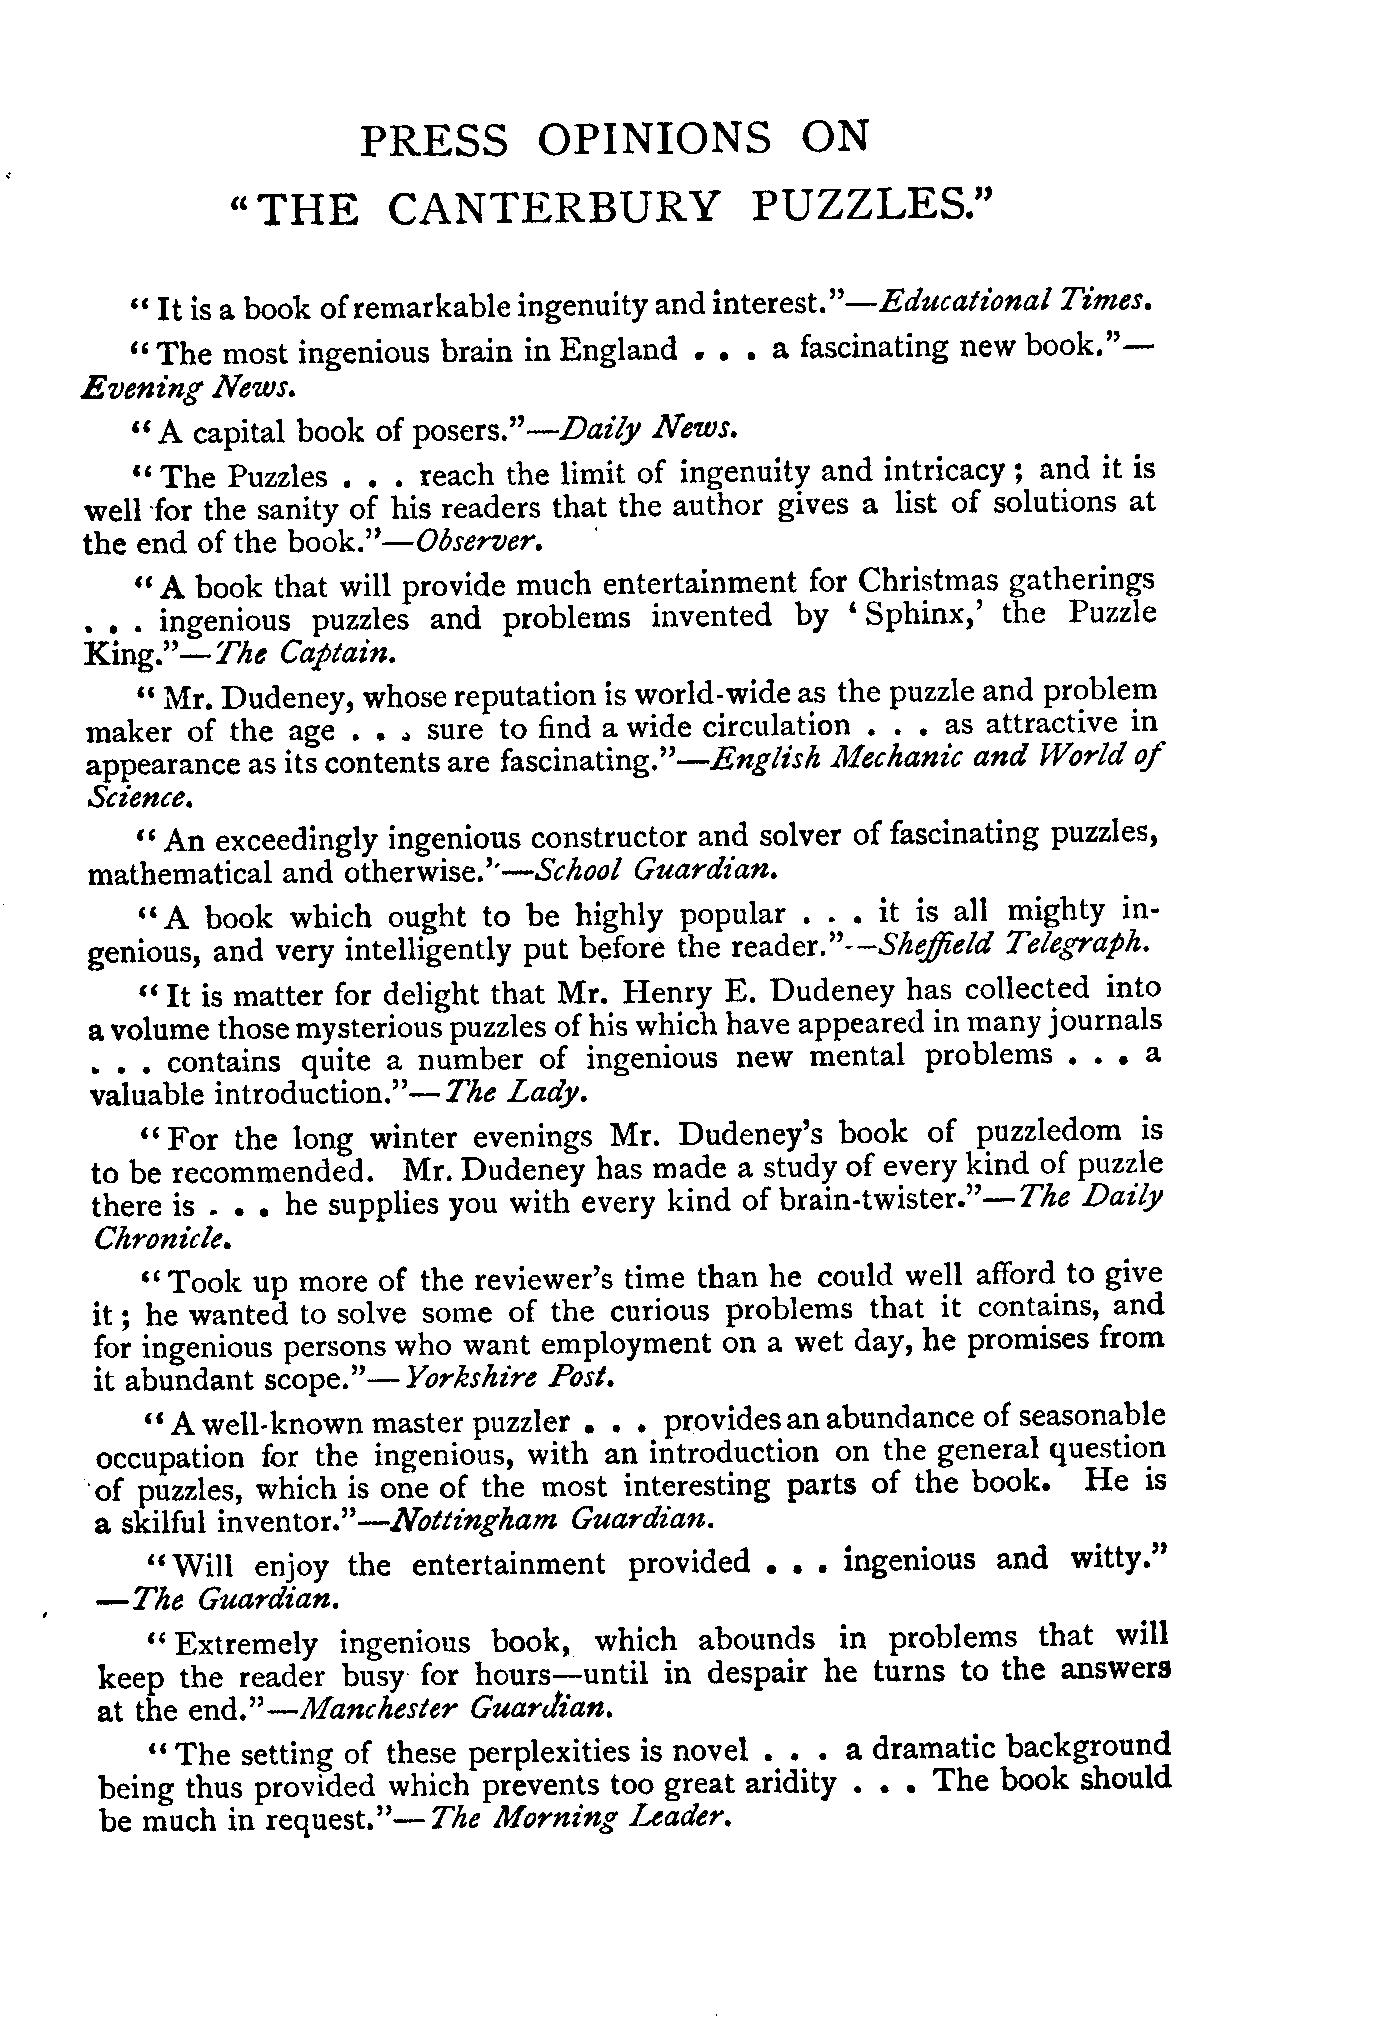 PRESS OPINIONS ON
“THE CANTERBURY PUZZLES.”
“It is a book of remarkable ingenuity and interest.”—Educational Times.
“The most ingenious brain in England . . . a fascinating new book.”—
Evening News.
“A capital book of posers.”—Daily News.
“The Puzzles . . . reach the limit of ingenuity and intricacy; and it is
well for the sanity of his readers that the author gives a list of solutions at
the end of the book.”—Observer.
“A book that will provide much entertainment for Christmas gatherings
. . . ingenious puzzles and problems invented by ‘Sphinx,’ the Puzzle
King.”—The Captain.
“Mr. Dudeney, whose reputation is world-wide as the puzzle and problem
maker of the age . . . sure to find a wide circulation . . . as attractive in
appearance as its contents are fascinating.”—English Mechanic and World of
Science.
“An exceedingly ingenious constructor and solver of fascinating puzzles,
mathematical and otherwise.”—School Guardian.
“A book which ought to be highly popular . . . it is all mighty in-
genious, and very intelligently put before the reader.”—Sheffield Telegraph.
“It is matter for delight that Mr. Henry E. Dudeney has collected into
a volume those mysterious puzzles of his which have appeared in many journals
. . . contains quite a number of ingenious new mental problems . . . a
valuable introduction.”—The Lady.
“For the long winter evenings Mr. Dudeney’s book of puzzledom is
to be recommended. Mr. Dudeney has made a study of every kind of puzzle
there is . . . he supplies you with every kind of brain-twister.”—The Daily
Chronicle.
“Took up more of the reviewer’s time than he could well afford to give
it; he wanted to solve some of the curious problems that it contains, and
for ingenious persons who want employment on a wet day, he promises from
it abundant scope.”—Yorkshire Post.
“A well-known master puzzler . . . provides an abundance of seasonable
occupation for the ingenious, with an introduction on the general question
of puzzles, which is one of the most interesting parts of the book. He is
a skilful inventor.”—Nottingham Guardian.
“Will enjoy the entertainment provided . . . ingenious and witty.”
—The Guardian.
“Extremely ingenious book, which abounds in problems that will
keep the reader busy for hours—until in despair he turns to the answers
at the end.”—Manchester Guardian.
“The setting of these perplexities is novel . . . a dramatic background
being thus provided which prevents too great aridity . . . The book should
be much in request.”—The Morning Leader.